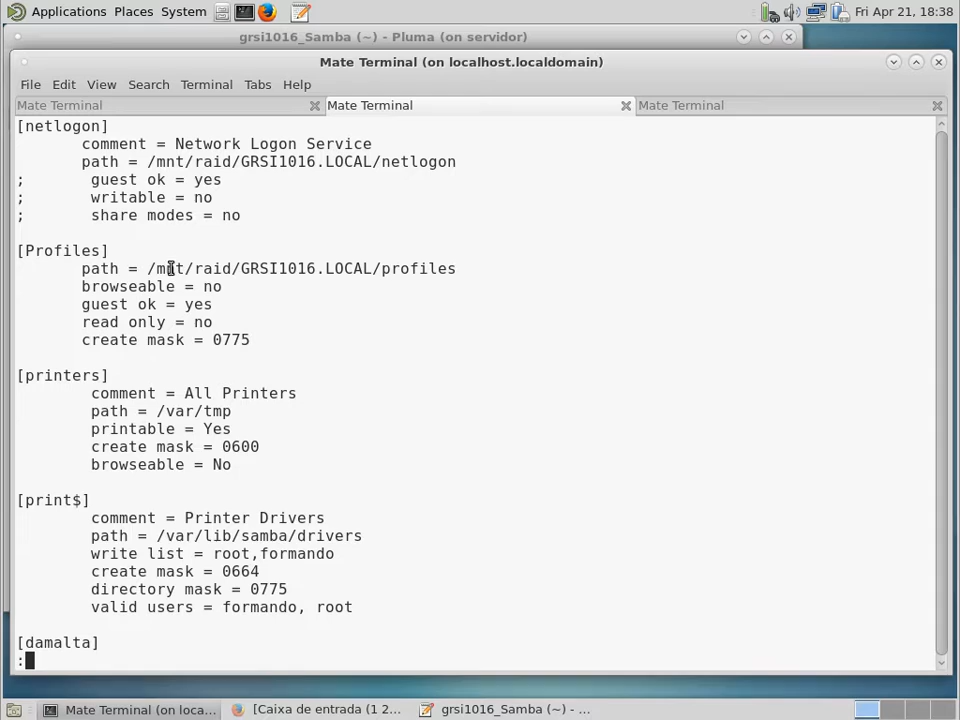 Applications Places System Fri Apr 21, 18:38
grsi1016_Samba (~) - Pluma (on servidor)
Mate Terminal (on localhost.localdomain)
File Edit View Search Terminal Tabs Help
Mate Terminal Mate Terminal Mate Terminal
[netlogon]
comment = Network Logon Service
path = /mnt/raid/GRSI1016.LOCAL/netlogon
; guest ok = yes
; writable = no
; share modes = no
[Profiles]
path = /mnt/raid/GRSI1016.LOCAL/profiles
browseable = no
guest ok = yes
read only = no
create mask = 0775
[printers]
comment = All Printers
path = /var/tmp
printable = Yes
create mask = 0600
browseable = No
[print$]
comment = Printer Drivers
path = /var/lib/samba/drivers
write list = root,formando
create mask = 0664
directory mask = 0775
valid users = formando, root
[damalta]
:
Mate Terminal (on loca... [Caixa de entrada (1 2... grsi1016_Samba (~) - ...